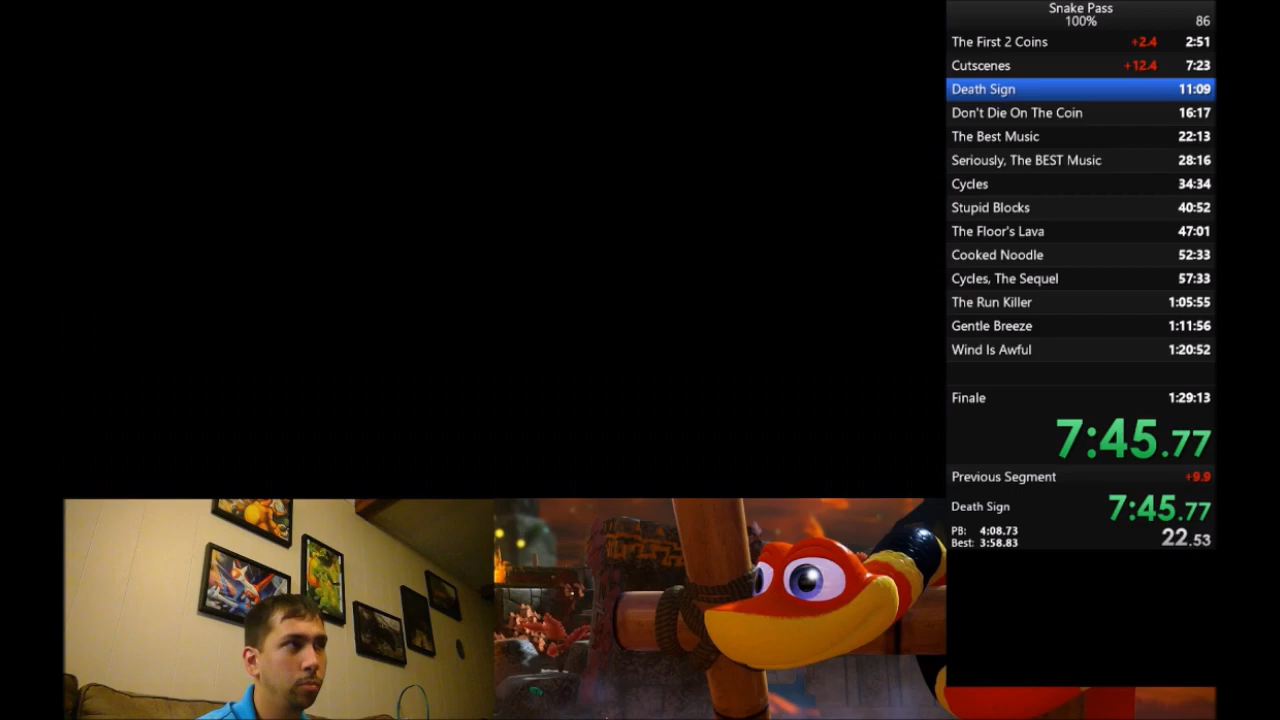 Snake Pass
100% 86
The First 2 Coins +2.4 2:51
Cutscenes +12.4 7:23
Death Sign 11:09
Don't Die On The Coin 16:17
The Best Music 22:13
Seriously, The BEST Music 28:16
Cycles 34:34
Stupid Blocks 40:52
The Floor's Lava 47:01
Cooked Noodle 52:33
Cycles, The Sequel 57:33
The Run Killer 1:05:55
Gentle Breeze 1:11:56
Wind Is Awful 1:20:52
Finale 1:29:13
7:45.77
Previous Segment +9.9
Death Sign 7:45.77
PB: 4:08.73
Best: 3:58.83 22.53